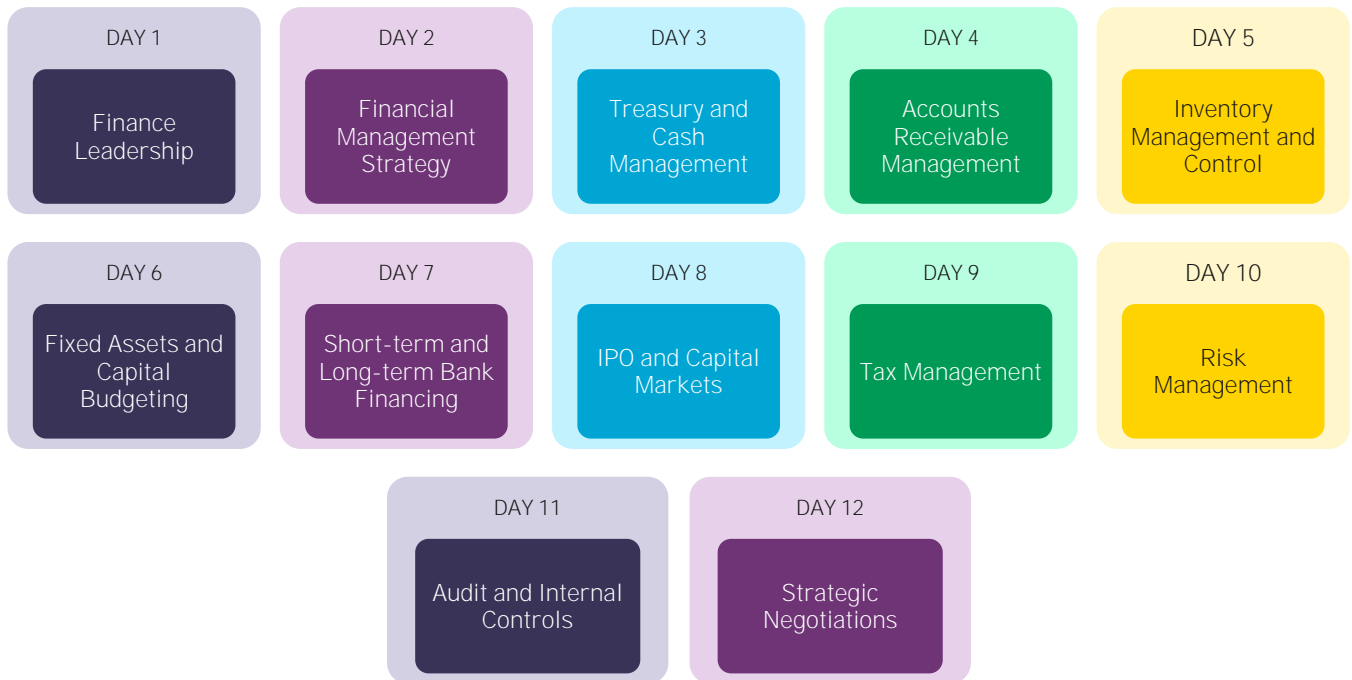 DAY 1
Finance
Leadership
DAY 2
Financial
Management
Strategy
DAY 3
Treasury and
Cash
Management
DAY 4
Accounts
Receivable
Management
DAY 5
Inventory
Management and
Control
DAY 6
Fixed Assets and
Capital
Budgeting
DAY 7
Short-term and
Long-term Bank
Financing
DAY 8
IPO and Capital
Markets
DAY 9
Tax Management
DAY 10
Risk
Management
DAY 11
Audit and Internal
Controls
DAY 12
Strategic
Negotiations